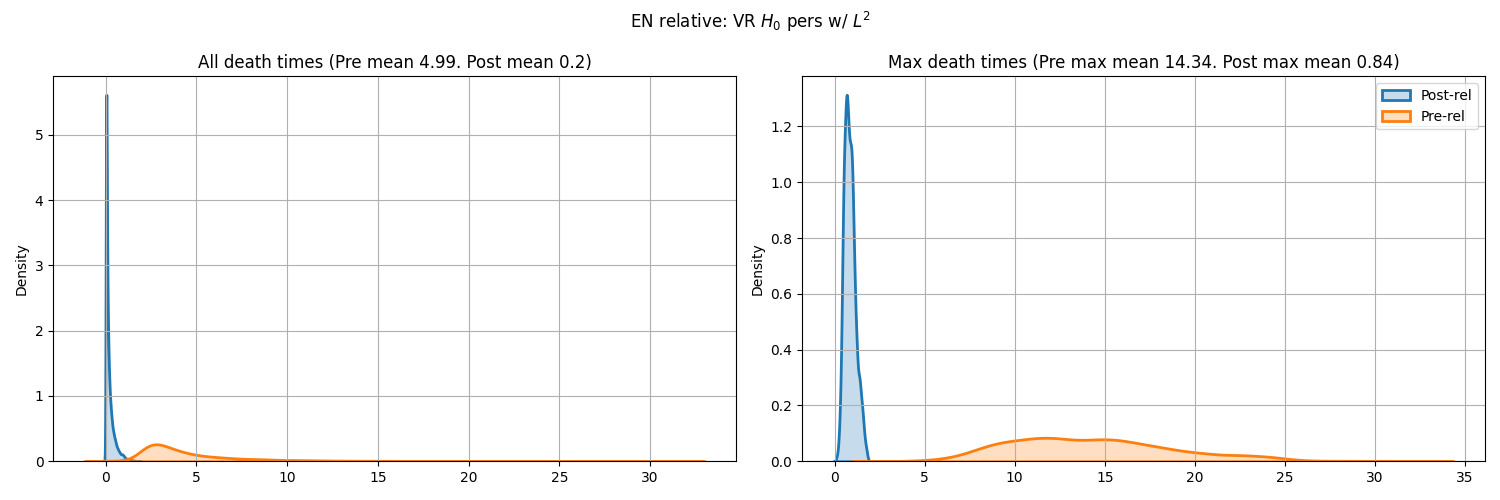 EN relative: VR $H_0$ pers w/ $L^2$
All death times (Pre mean 4.99. Post mean 0.2)
Density
5
4
3
2
1
0
0 5 10 15 20 25 30
Max death times (Pre max mean 14.34. Post max mean 0.84)
Post-rel
Pre-rel
Density
1.2
1.0
0.8
0.6
0.4
0.2
0.0
0 5 10 15 20 25 30 35